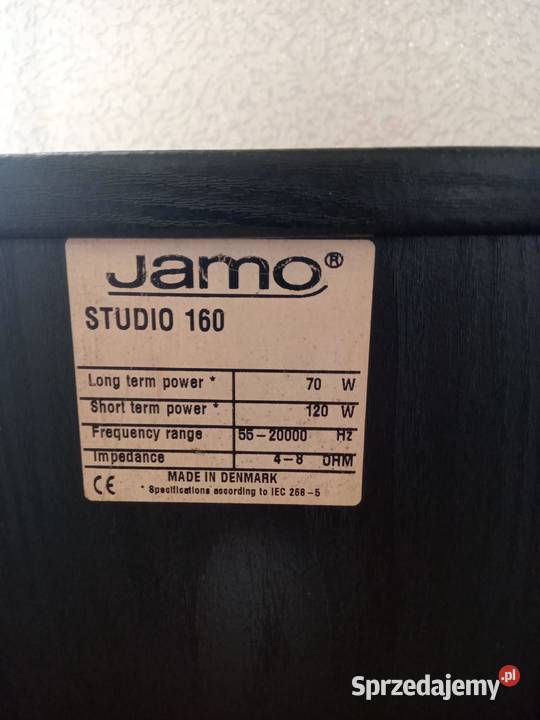 Jamo®
STUDIO 160
Long term power * 70 W
Short term power * 120 W
Frequency range 55-20000 Hz
Impedance 4-8 OHM
MADE IN DENMARK
CE * Specifications according to IEC 268-5
Sprzedajemy.pl